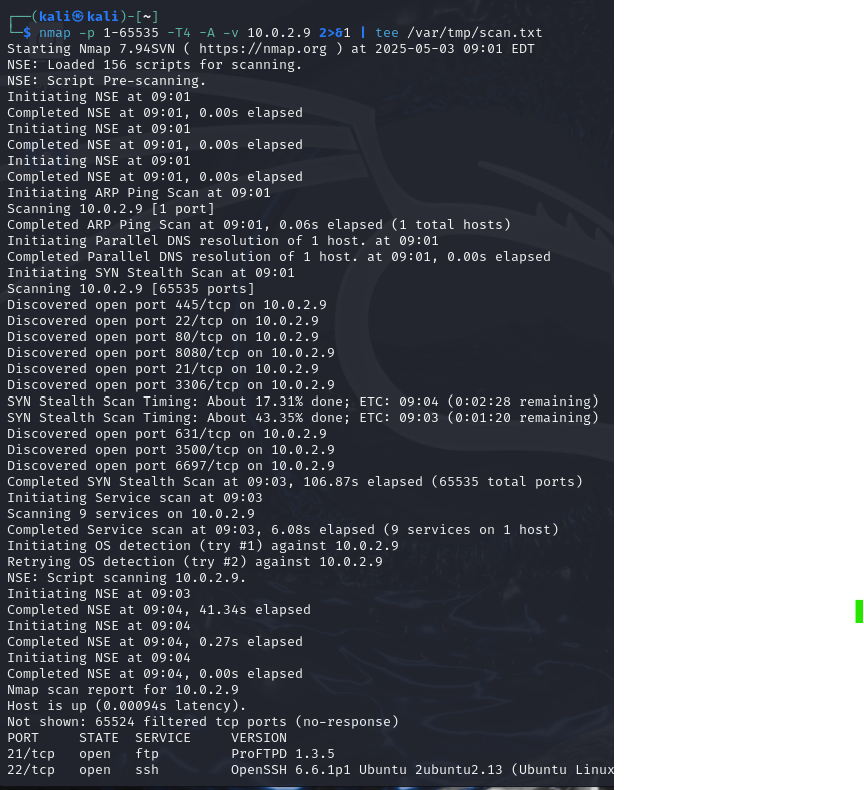 ┌──(kali㉿kali)-[~]
└─$ nmap -p 1-65535 -T4 -A -v 10.0.2.9 2>&1 | tee /var/tmp/scan.txt
Starting Nmap 7.94SVN ( https://nmap.org ) at 2025-05-03 09:01 EDT
NSE: Loaded 156 scripts for scanning.
NSE: Script Pre-scanning.
Initiating NSE at 09:01
Completed NSE at 09:01, 0.00s elapsed
Initiating NSE at 09:01
Completed NSE at 09:01, 0.00s elapsed
Initiating NSE at 09:01
Completed NSE at 09:01, 0.00s elapsed
Initiating ARP Ping Scan at 09:01
Scanning 10.0.2.9 [1 port]
Completed ARP Ping Scan at 09:01, 0.06s elapsed (1 total hosts)
Initiating Parallel DNS resolution of 1 host. at 09:01
Completed Parallel DNS resolution of 1 host. at 09:01, 0.00s elapsed
Initiating SYN Stealth Scan at 09:01
Scanning 10.0.2.9 [65535 ports]
Discovered open port 445/tcp on 10.0.2.9
Discovered open port 22/tcp on 10.0.2.9
Discovered open port 80/tcp on 10.0.2.9
Discovered open port 8080/tcp on 10.0.2.9
Discovered open port 21/tcp on 10.0.2.9
Discovered open port 3306/tcp on 10.0.2.9
SYN Stealth Scan Timing: About 17.31% done; ETC: 09:04 (0:02:28 remaining)
SYN Stealth Scan Timing: About 43.35% done; ETC: 09:03 (0:01:20 remaining)
Discovered open port 631/tcp on 10.0.2.9
Discovered open port 3500/tcp on 10.0.2.9
Discovered open port 6697/tcp on 10.0.2.9
Completed SYN Stealth Scan at 09:03, 106.87s elapsed (65535 total ports)
Initiating Service scan at 09:03
Scanning 9 services on 10.0.2.9
Completed Service scan at 09:03, 6.08s elapsed (9 services on 1 host)
Initiating OS detection (try #1) against 10.0.2.9
Retrying OS detection (try #2) against 10.0.2.9
NSE: Script scanning 10.0.2.9.
Initiating NSE at 09:03
Completed NSE at 09:04, 41.34s elapsed
Initiating NSE at 09:04
Completed NSE at 09:04, 0.27s elapsed
Initiating NSE at 09:04
Completed NSE at 09:04, 0.00s elapsed
Nmap scan report for 10.0.2.9
Host is up (0.00094s latency).
Not shown: 65524 filtered tcp ports (no-response)
PORT     STATE  SERVICE     VERSION
21/tcp   open   ftp         ProFTPD 1.3.5
22/tcp   open   ssh         OpenSSH 6.6.1p1 Ubuntu 2ubuntu2.13 (Ubuntu Linux